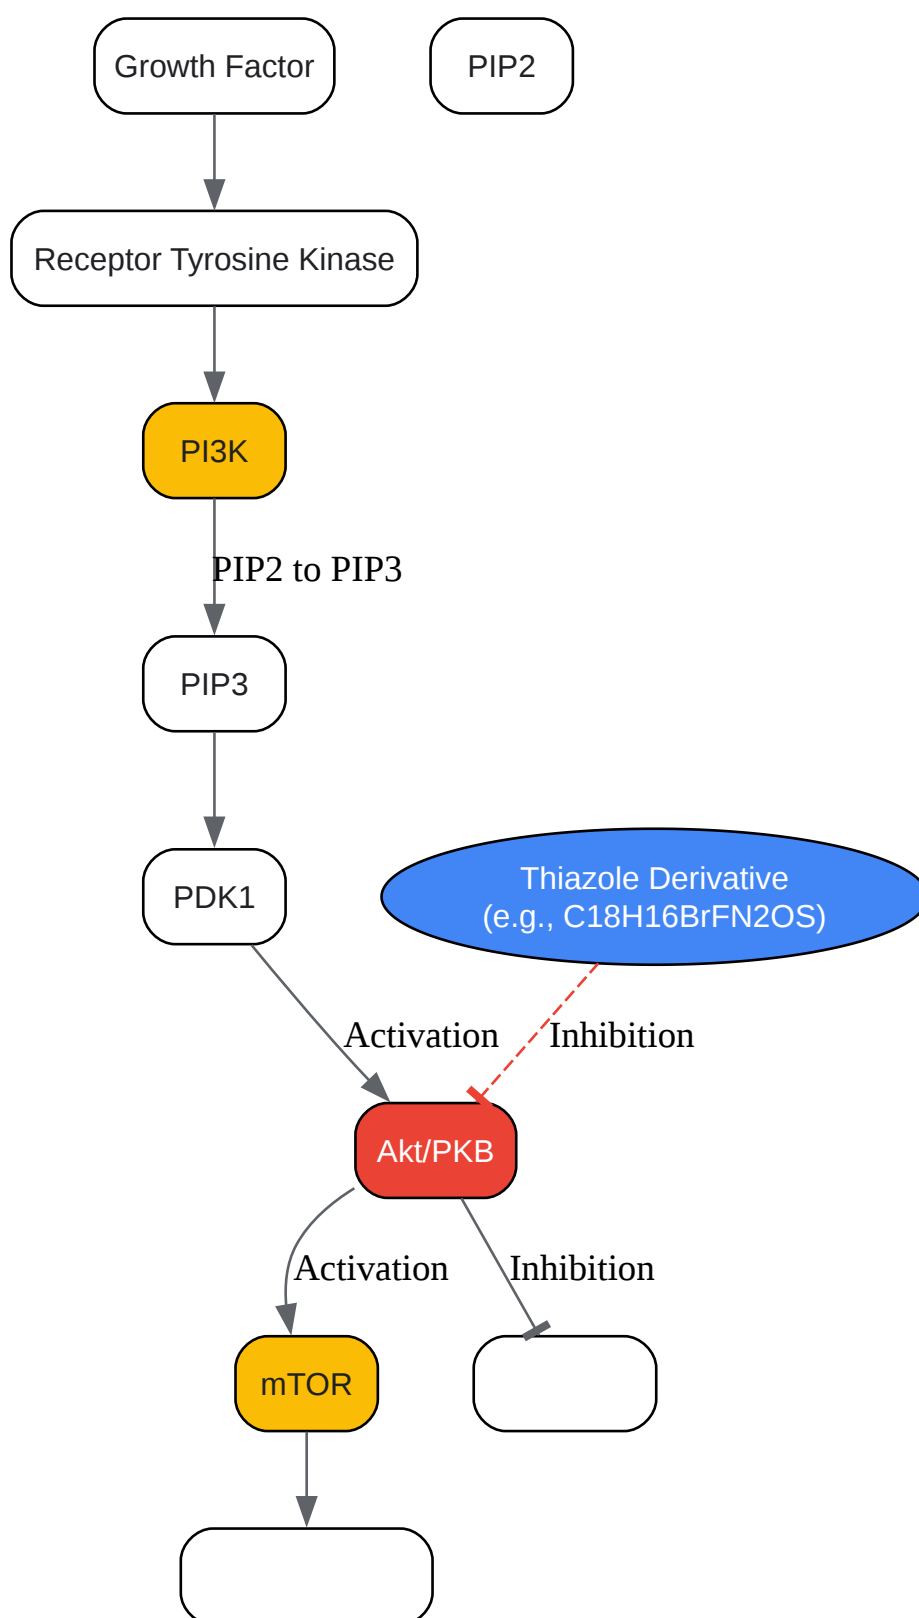 Growth Factor
PIP2
Receptor Tyrosine Kinase
PI3K
PIP2 to PIP3
PIP3
PDK1
Thiazole Derivative
(e.g., C18H16BrFN2OS)
Activation
Inhibition
Akt/PKB
Activation
Inhibition
mTOR